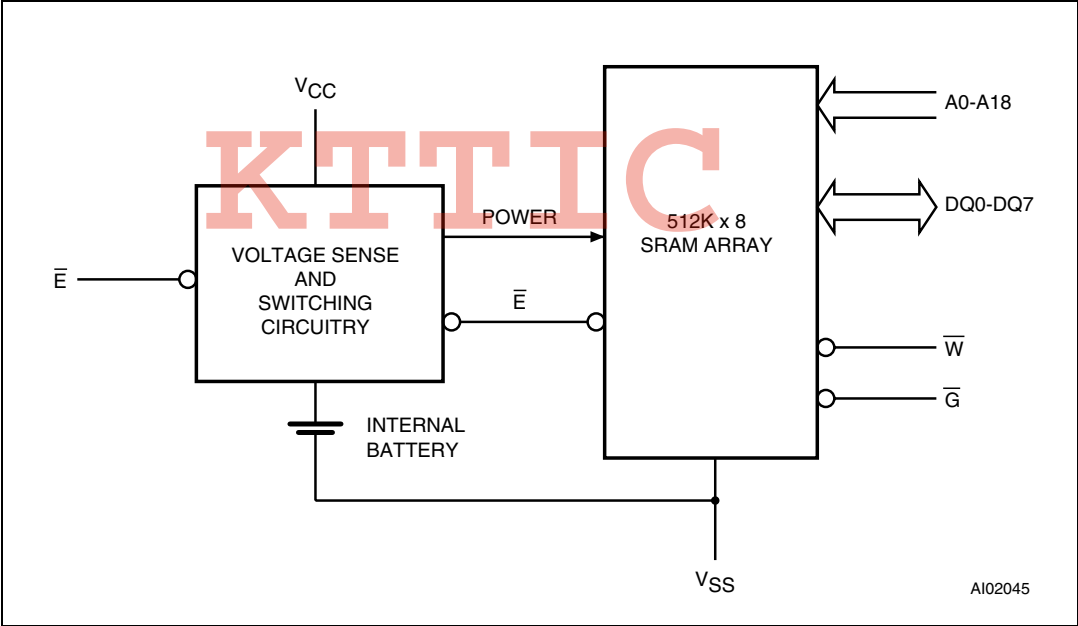 VCC
KTTIC
A0-A18
DQ0-DQ7
POWER
512K x 8
SRAM ARRAY
VOLTAGE SENSE
AND
SWITCHING
CIRCUITRY
E̅
E̅
W̅
G̅
INTERNAL
BATTERY
VSS
AI02045